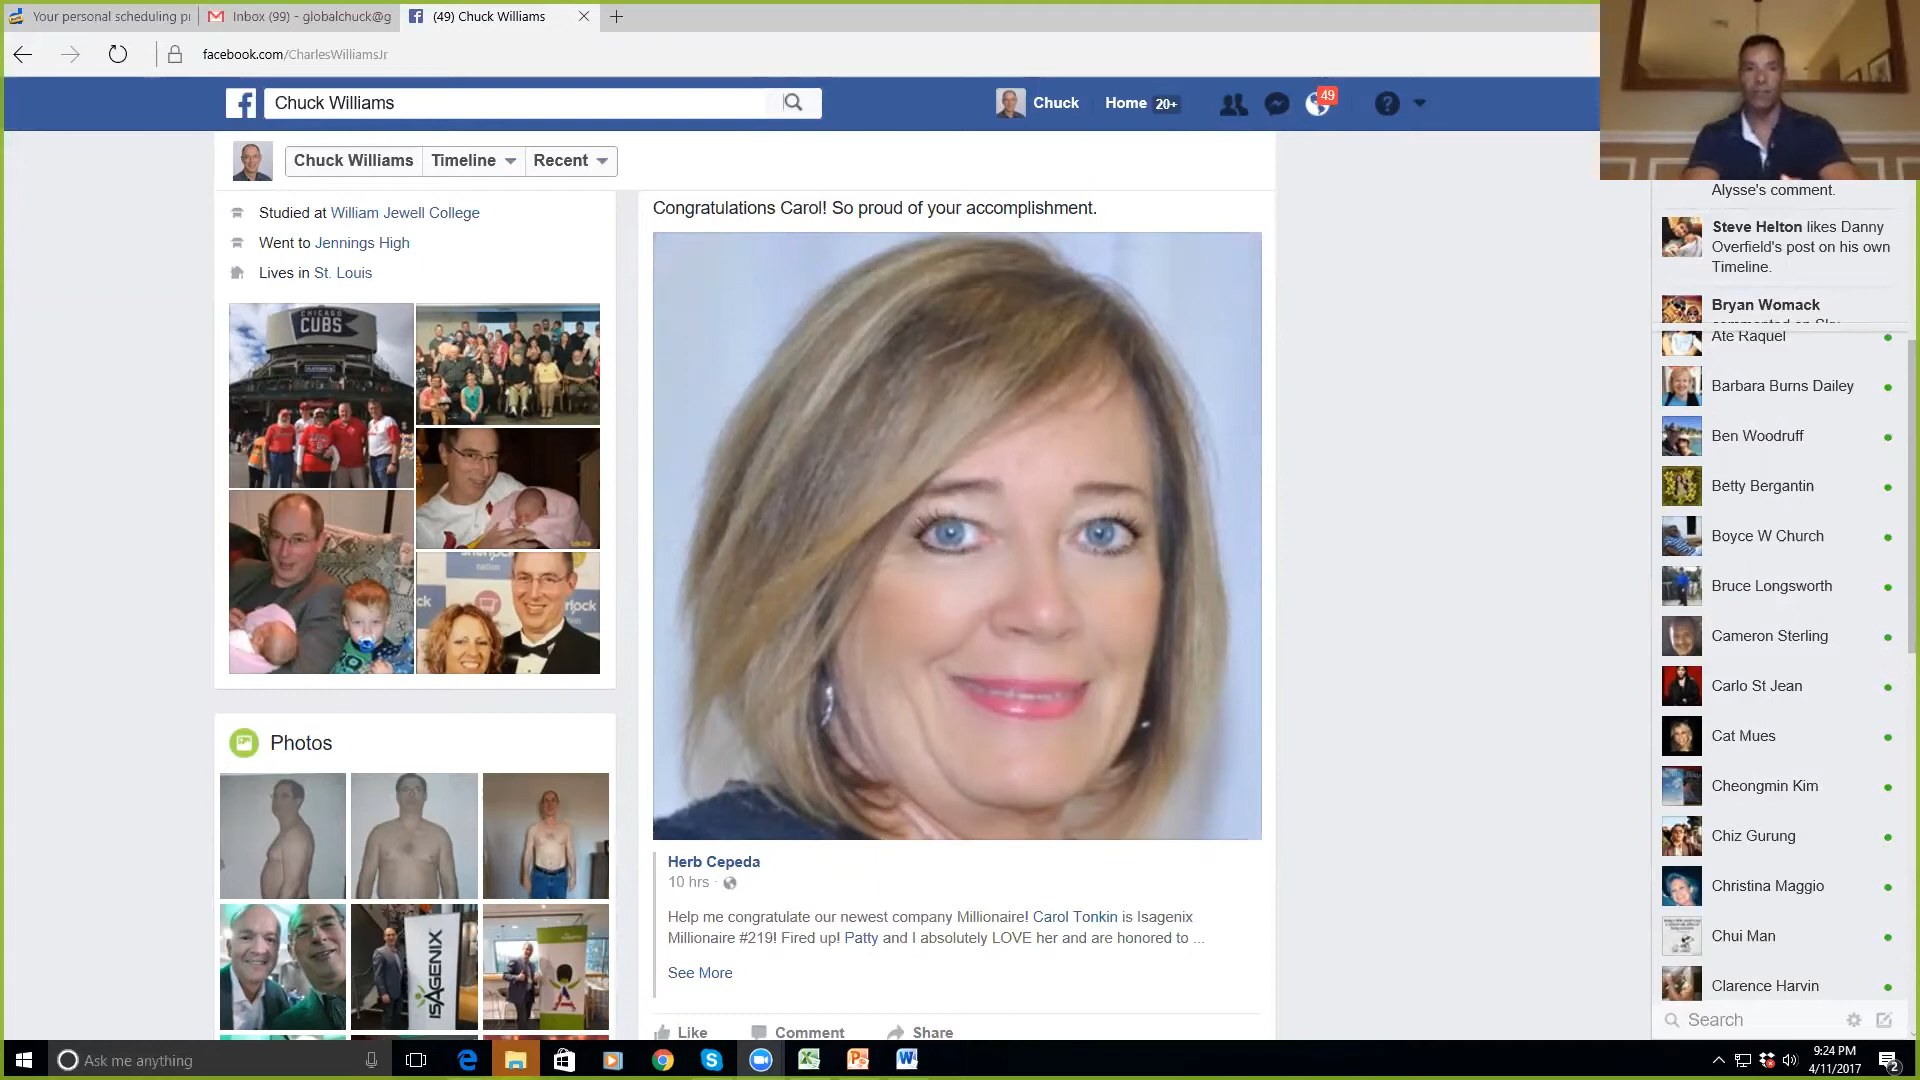 Your personal scheduling pr
Inbox (99) - globalchuck@g
(49) Chuck Williams
facebook.com/CharlesWilliamsJr
Chuck Williams
Chuck
Home 20+
49
Chuck Williams
Timeline
Recent
Studied at William Jewell College
Went to Jennings High
Lives in St. Louis
CHICAGO
CUBS
nation
ck
Photos
ISAGENIX
Congratulations Carol! So proud of your accomplishment.
Herb Cepeda
10 hrs ·
Help me congratulate our newest company Millionaire! Carol Tonkin is Isagenix
Millionaire #219! Fired up! Patty and I absolutely LOVE her and are honored to ...
See More
Like
Comment
Share
Alysse's comment.
Steve Helton likes Danny
Overfield's post on his own
Timeline.
Bryan Womack
Ate Raquel
Barbara Burns Dailey
Ben Woodruff
Betty Bergantin
Boyce W Church
Bruce Longsworth
Cameron Sterling
Carlo St Jean
Cat Mues
Cheongmin Kim
Chiz Gurung
Christina Maggio
Chui Man
Clarence Harvin
Search
Ask me anything
9:24 PM
4/11/2017
2